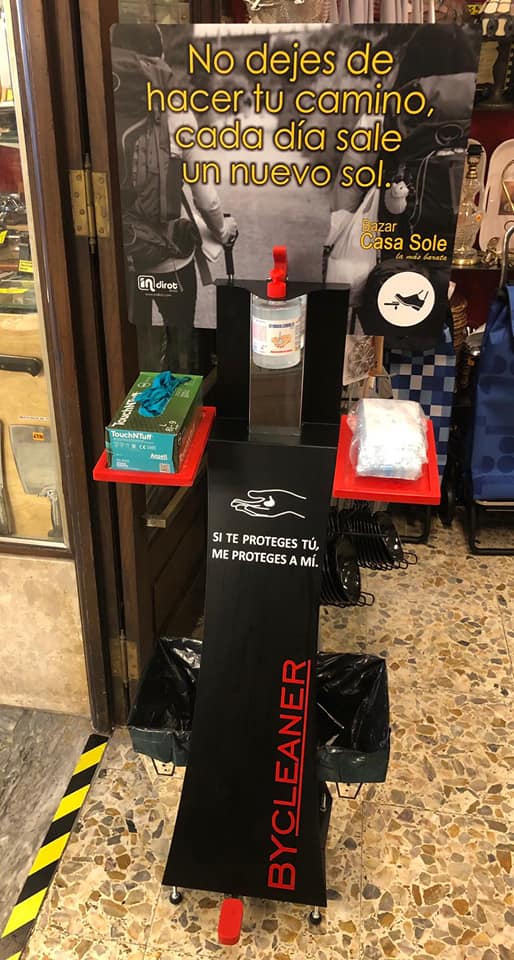 No dejes de
hacer tu camino,
cada día sale
un nuevo sol.
Bazar
Casa Sole
la más barata
indirot
TouchNTuff
Ansell
SI TE PROTEGES TÚ,
ME PROTEGES A MÍ.
BYCLEANER